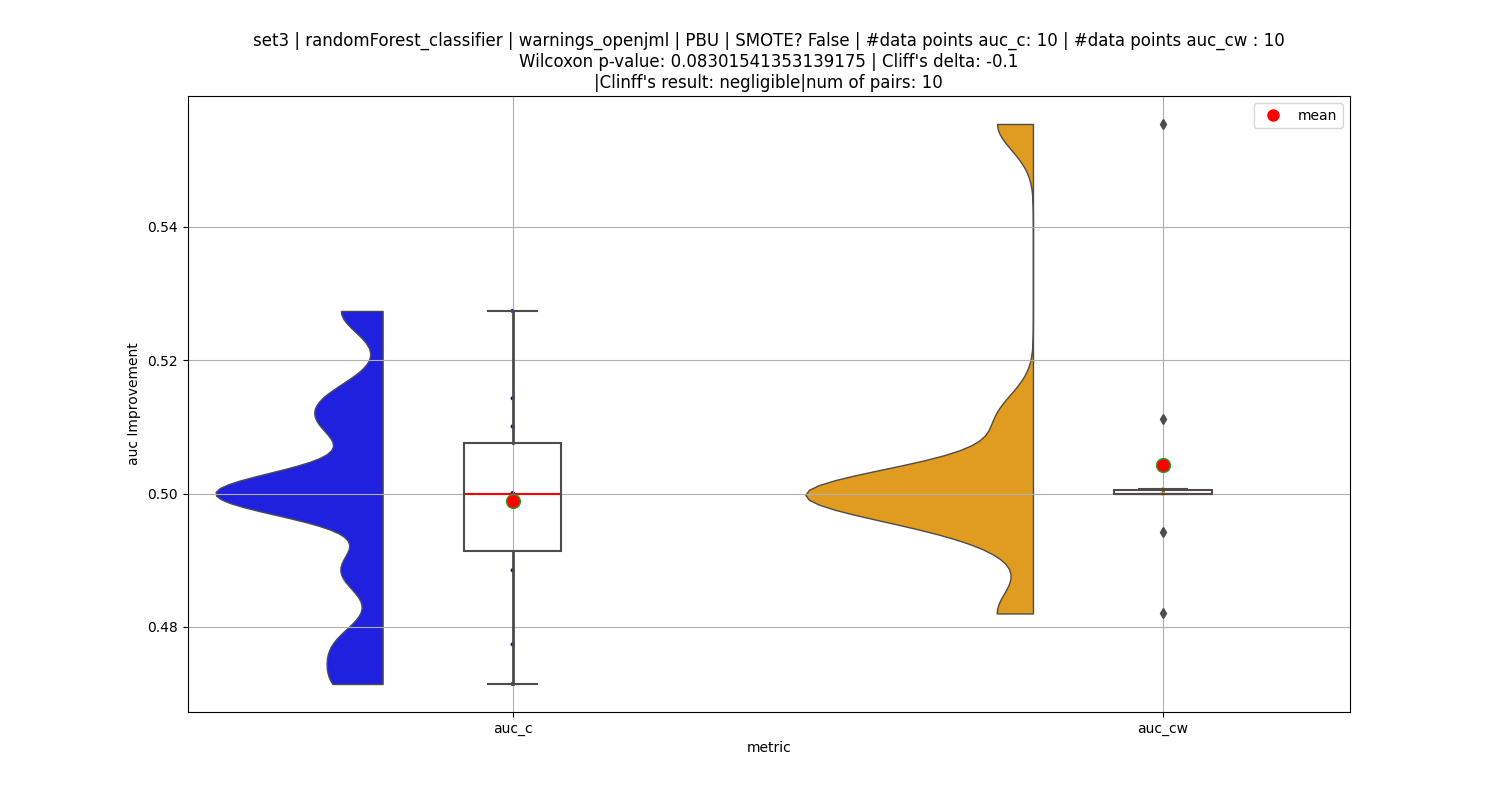 set3 | randomForest_classifier | warnings_openjml | PBU | SMOTE? False | #data points auc_c: 10 | #data points auc_cw : 10
Wilcoxon p-value: 0.08301541353139175 | Cliff's delta: -0.1
|Clinff's result: negligible|num of pairs: 10
mean
0.54
0.52
0.50
0.48
auc Improvement
auc_c
auc_cw
metric